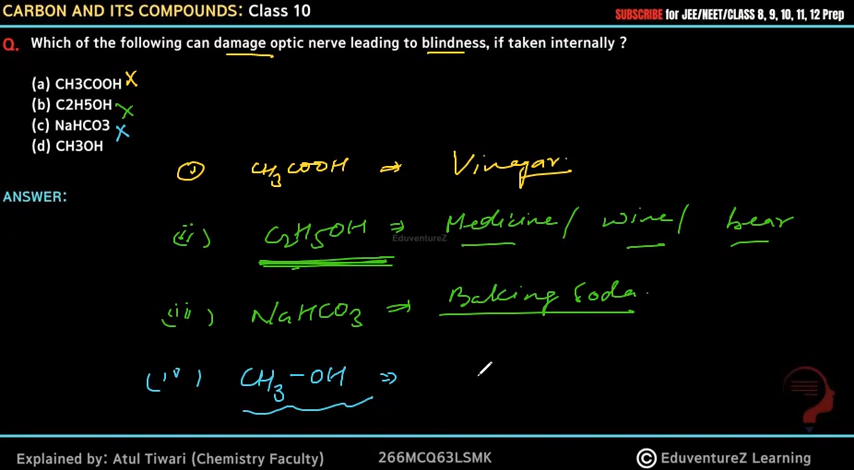 CARBON AND ITS COMPOUNDS: Class 10
SUBSCRIBE for JEE/NEET/CLASS 8, 9, 10, 11, 12 Prep
Q. Which of the following can damage optic nerve leading to blindness, if taken internally ?
(a) CH3COOH X
(b) C2H5OH X
(c) NaHCO3 X
(d) CH3OH
ANSWER:
(i) CH3COOH ⇒ Vinegar.
(ii) C2H5OH ⇒ Medicine/ wine/ bear
EduventureZ
(iii) NaHCO3 ⇒ Baking Soda.
(iv) CH3-OH ⇒
Explained by: Atul Tiwari (Chemistry Faculty)
266MCQ63LSMK
© EduventureZ Learning